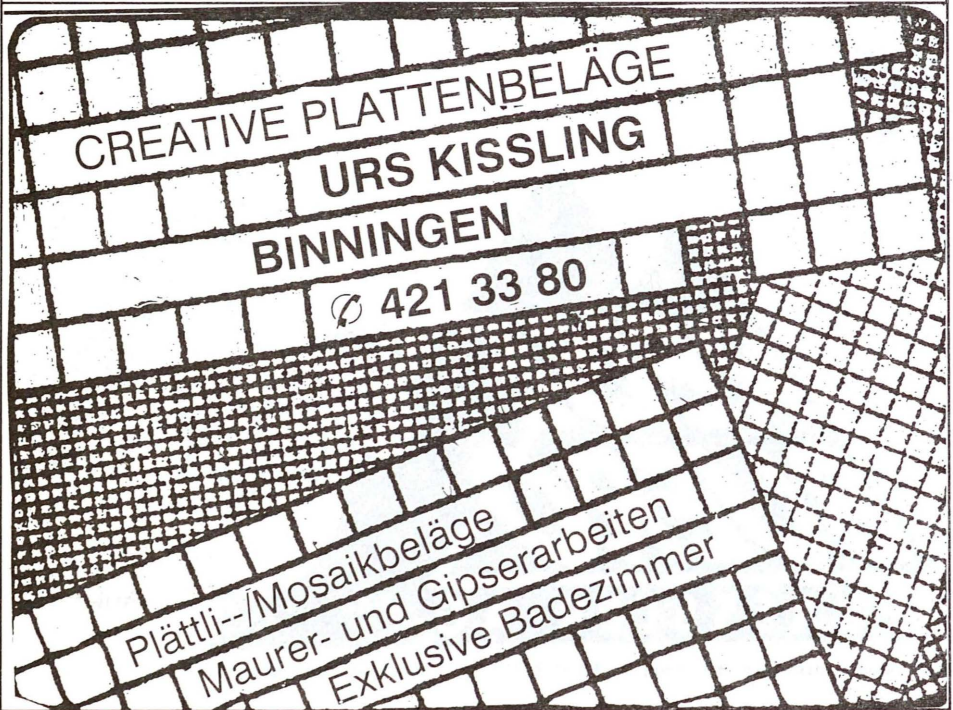 CREATIVE PLATTENBELÄGE
URS KISSLING
BINNINGEN
✆ 421 33 80
Plättli--/Mosaikbeläge
Maurer- und Gipserarbeiten
Exklusive Badezimmer